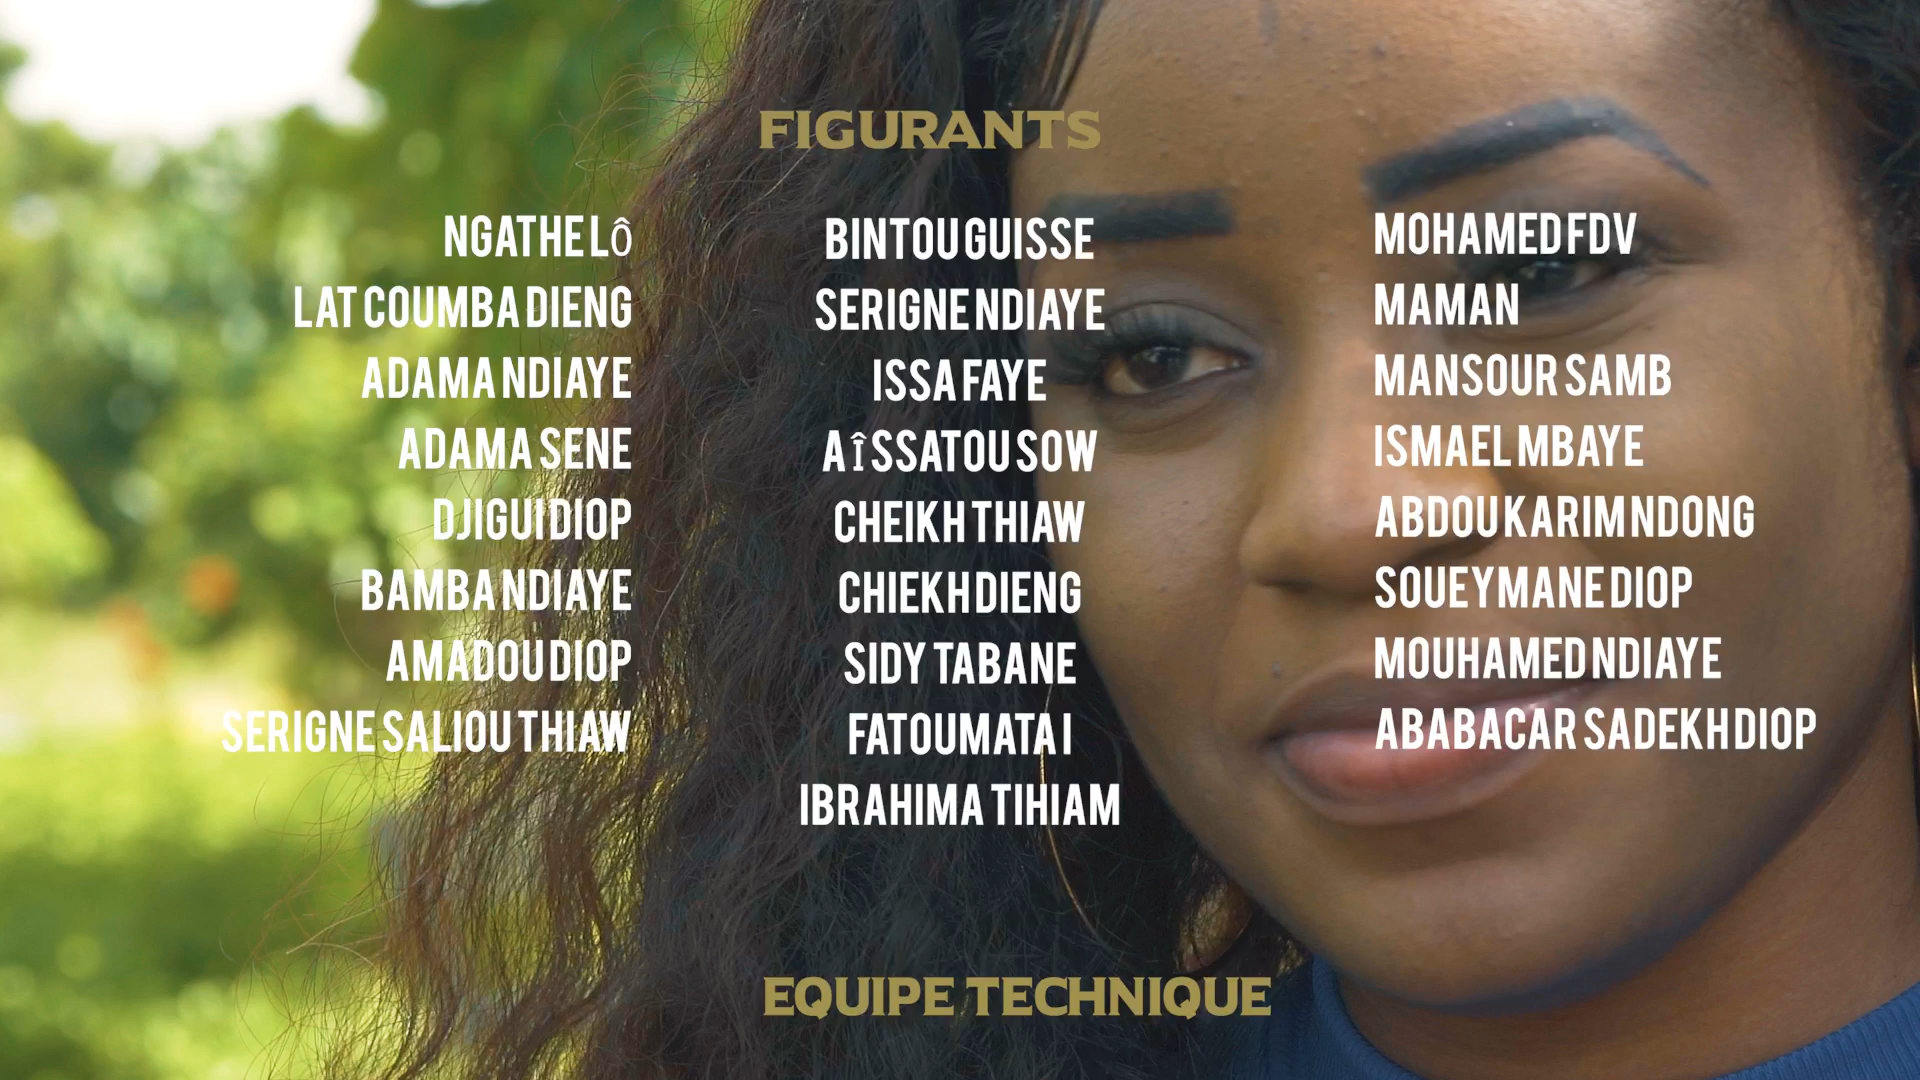 FIGURANTS
NGATHE Lô
LAT COUMBA DIENG
ADAMA NDIAYE
ADAMA SENE
DJIGUI DIOP
BAMBA NDIAYE
AMADOU DIOP
SERIGNE SALIOU THIAW
BINTOU GUISSE
SERIGNE NDIAYE
ISSA FAYE
AîSSATOU SOW
CHEIKH THIAW
CHIEKH DIENG
SIDY TABANE
FATOUMATA I
IBRAHIMA TIHIAM
MOHAMED FDV
MAMAN
MANSOUR SAMB
ISMAEL MBAYE
ABDOU KARIM NDONG
SOUEYMANE DIOP
MOUHAMED NDIAYE
ABABACAR SADEKH DIOP
EQUIPE TECHNIQUE